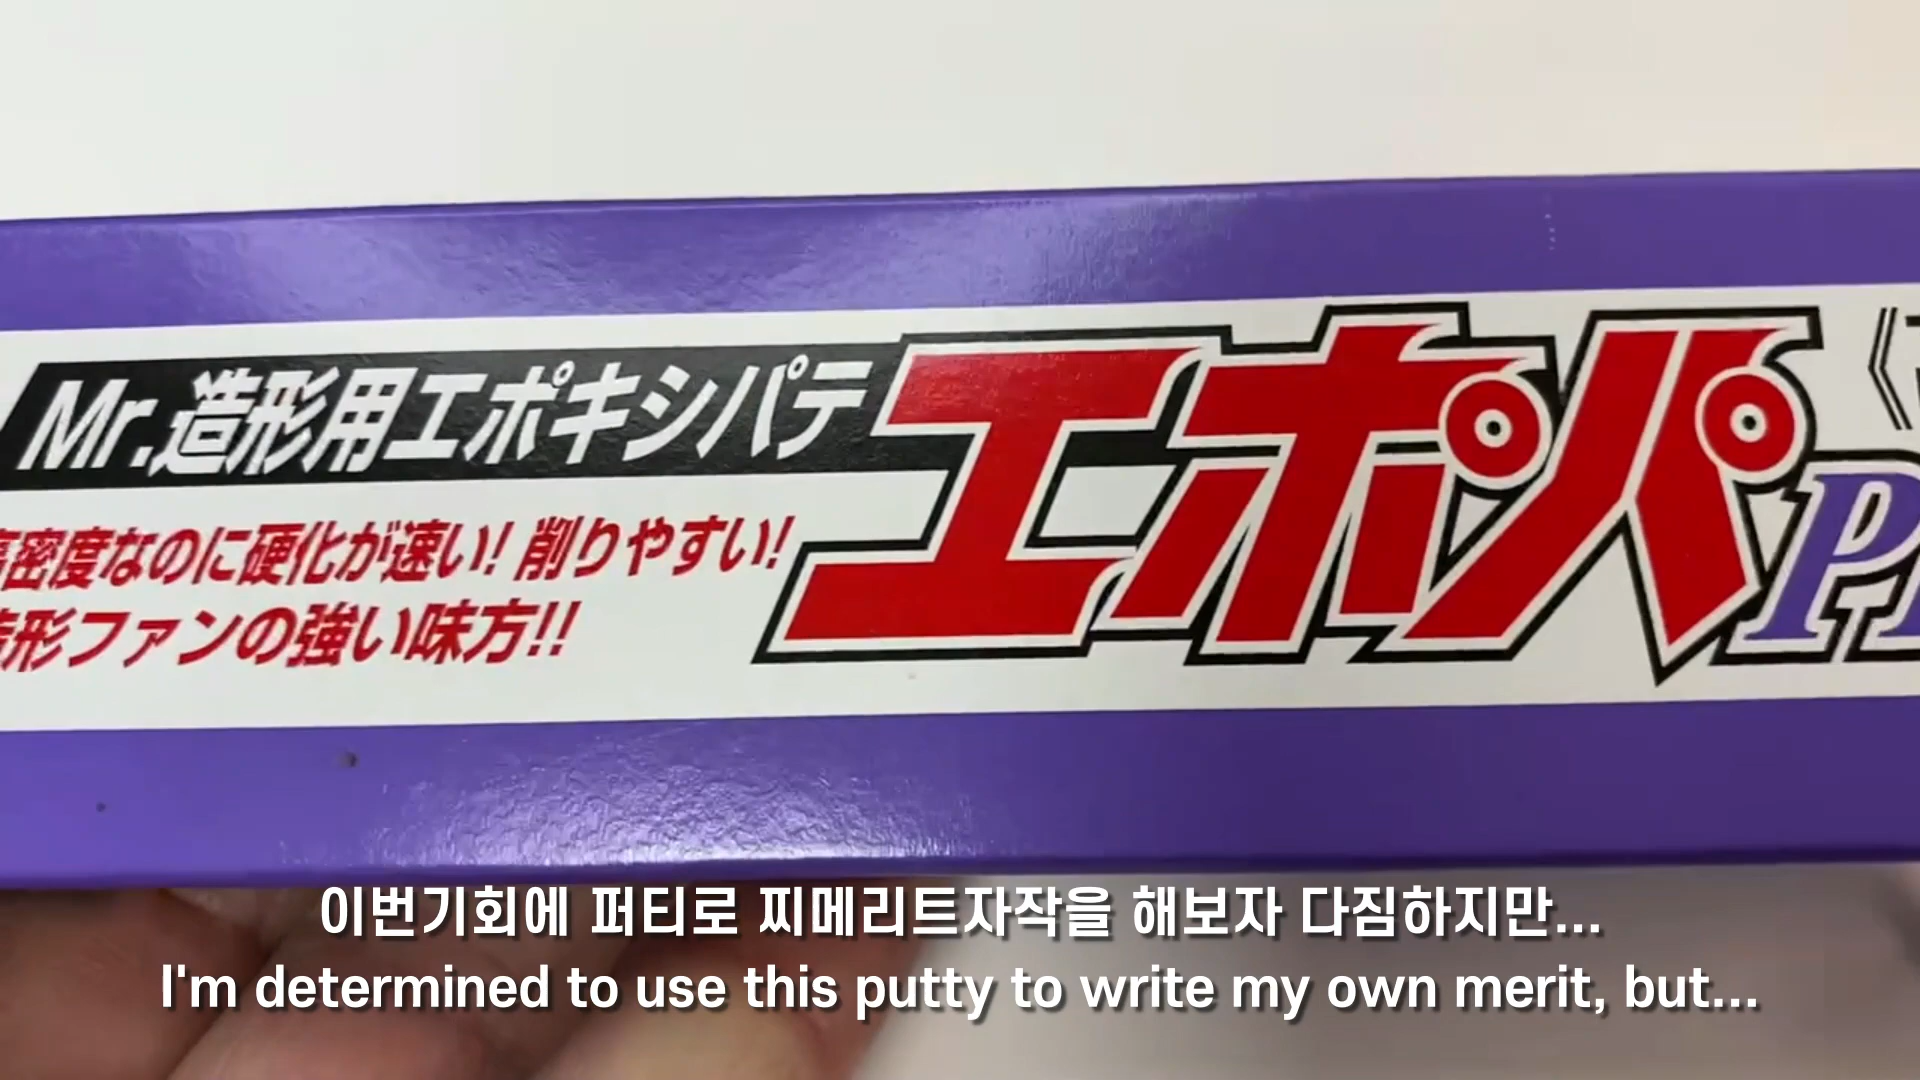 Mr.造形用エポキシパテ
エポパ
密度なのに硬化が速い! 削りやすい!
形ファンの強い味方!!
이번기회에 퍼티로 찌메리트자작을 해보자 다짐하지만...
I'm determined to use this putty to write my own merit, but...